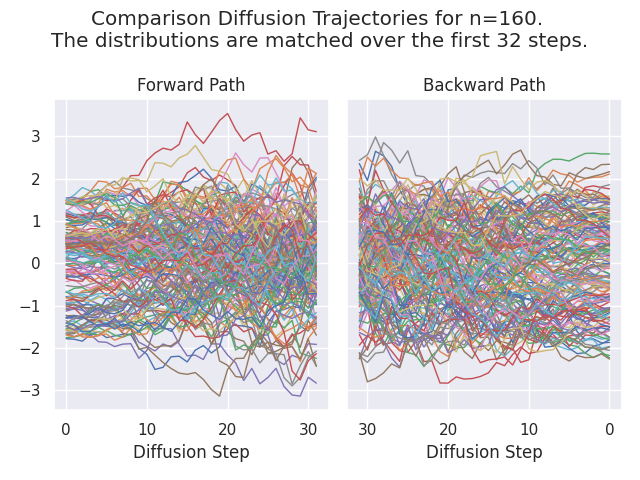 Comparison Diffusion Trajectories for n=160.
The distributions are matched over the first 32 steps.
Forward Path
Backward Path
3
2
1
0
−1
−2
−3
0 10 20 30
30 20 10 0
Diffusion Step
Diffusion Step